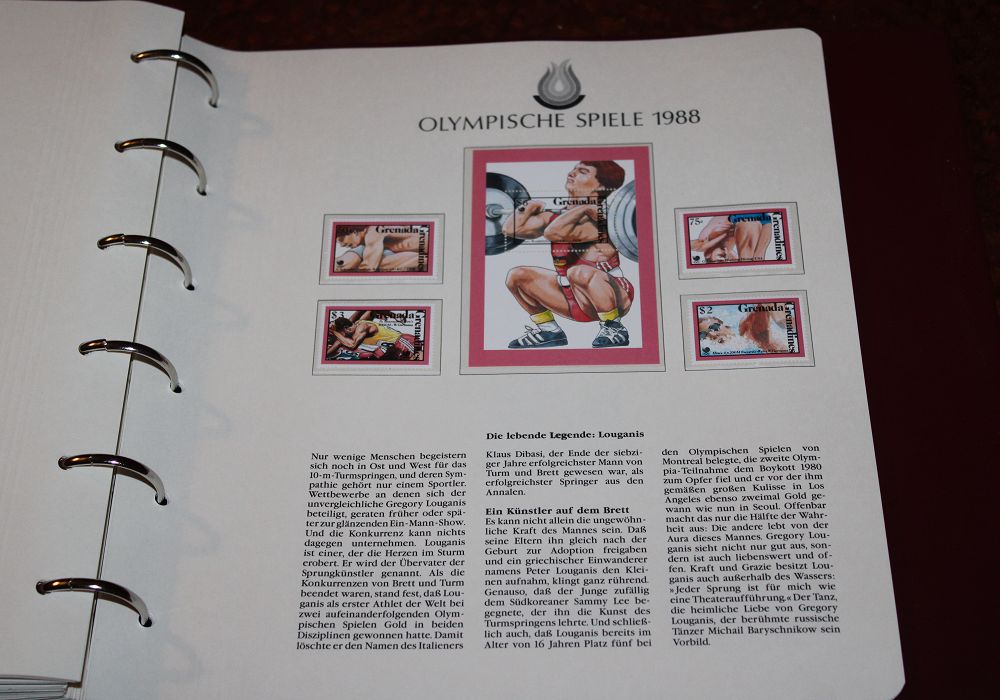 OLYMPISCHE SPIELE 1988
Grenada
Grenadines
Grenada
Grenadines
75¢
Grenada
Grenadines
$3
Grenada
Grenadines
$2
Grenada
Grenadines
Die lebende Legende: Louganis
Nur wenige Menschen begeistern
sich noch in Ost und West für das
10-m-Turmspringen, und deren Sym-
pathie gehört nur einem Sportler.
Wettbewerbe an denen sich der
unvergleichliche Gregory Louganis
beteiligt, geraten früher oder spä-
ter zur glänzenden Ein-Mann-Show.
Und die Konkurrenz kann nichts
dagegen unternehmen. Louganis
ist einer, der die Herzen im Sturm
erobert. Er wird der Übervater der
Sprungkünstler genannt. Als die
Konkurrenzen von Brett und Turm
beendet waren, stand fest, daß Lou-
ganis als erster Athlet der Welt bei
zwei aufeinanderfolgenden Olym-
pischen Spielen Gold in beiden
Disziplinen gewonnen hatte. Damit
löschte er den Namen des Italieners
Klaus Dibasi, der Ende der siebzi-
ger Jahre erfolgreichster Mann von
Turm und Brett gewesen war, als
erfolgreichster Springer aus den
Annalen.
Ein Künstler auf dem Brett
Es kann nicht allein die ungewöhn-
liche Kraft des Mannes sein. Daß
seine Eltern ihn gleich nach der
Geburt zur Adoption freigaben
und ein griechischer Einwanderer
namens Peter Louganis den Klei-
nen aufnahm, klingt ganz rührend.
Genauso, daß der Junge zufällig
dem Südkoreaner Sammy Lee be-
gegnete, der ihn die Kunst des
Turmspringens lehrte. Und schließ-
lich auch, daß Louganis bereits im
Alter von 16 Jahren Platz fünf bei
den Olympischen Spielen von
Montreal belegte, die zweite Olym-
pia-Teilnahme dem Boykott 1980
zum Opfer fiel und er vor der ihm
gemäßen großen Kulisse in Los
Angeles ebenso zweimal Gold ge-
wann wie nun in Seoul. Offenbar
macht das nur die Hälfte der Wahr-
heit aus: Die andere lebt von der
Aura dieses Mannes. Gregory Lou-
ganis sieht nicht nur gut aus, son-
dern ist auch liebenswert und of-
fen. Kraft und Grazie besitzt Lou-
ganis auch außerhalb des Wassers:
»Jeder Sprung ist für mich wie
eine Theateraufführung.« Der Tanz,
die heimliche Liebe von Gregory
Louganis, der berühmte russische
Tänzer Michail Baryschnikow sein
Vorbild.